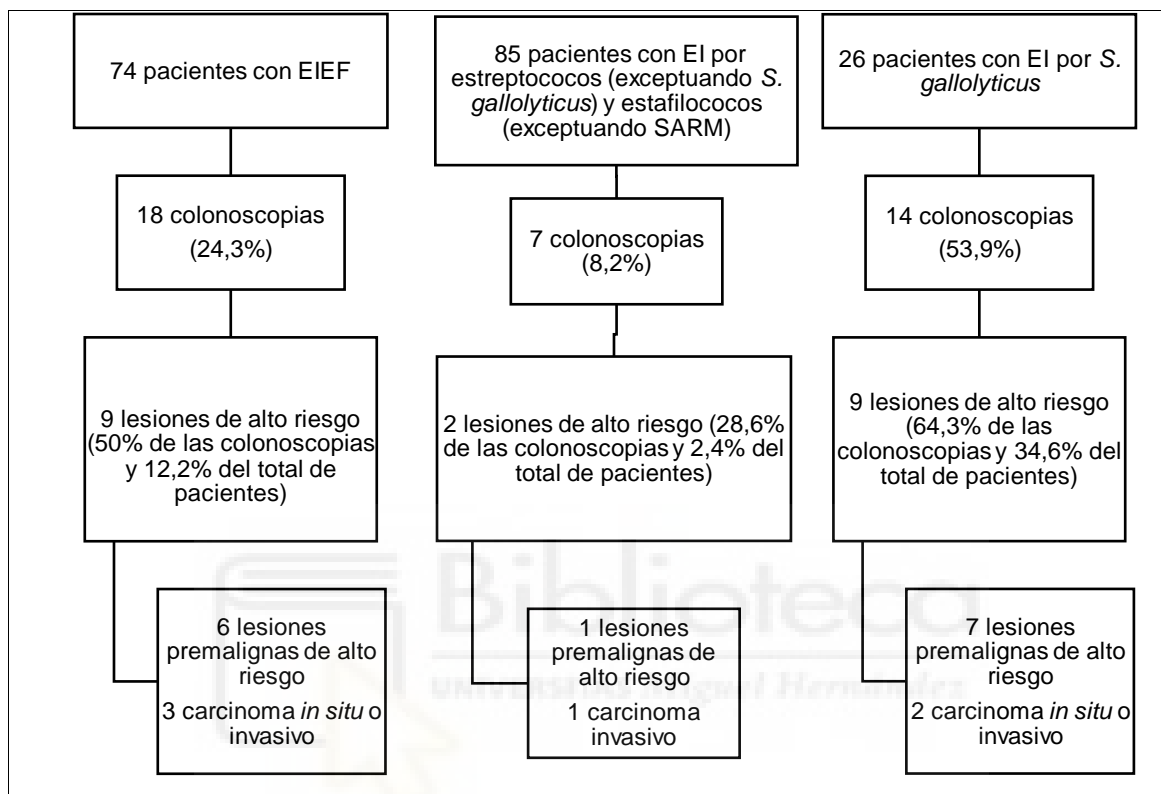 74 pacientes con EIEF
18 colonoscopias
(24,3%)
9 lesiones de alto riesgo
(50% de las colonoscopias
y 12,2% del total de
pacientes)
6 lesiones
premalignas de alto
riesgo
3 carcinoma in situ o
invasivo
85 pacientes con EI por
estreptococos (exceptuando S.
gallolyticus) y estafilococos
(exceptuando SARM)
7 colonoscopias
(8,2%)
2 lesiones de alto riesgo (28,6%
de las colonoscopias y 2,4% del
total de pacientes)
1 lesiones
premalignas de
alto riesgo
1 carcinoma
invasivo
26 pacientes con EI por S.
gallolyticus
14 colonoscopias
(53,9%)
9 lesiones de alto riesgo
(64,3% de las
colonoscopias y 34,6% del
total de pacientes)
7 lesiones
premalignas de alto
riesgo
2 carcinoma in situ o
invasivo
Biblioteca
UNIVERSITAS Miguel Hernández